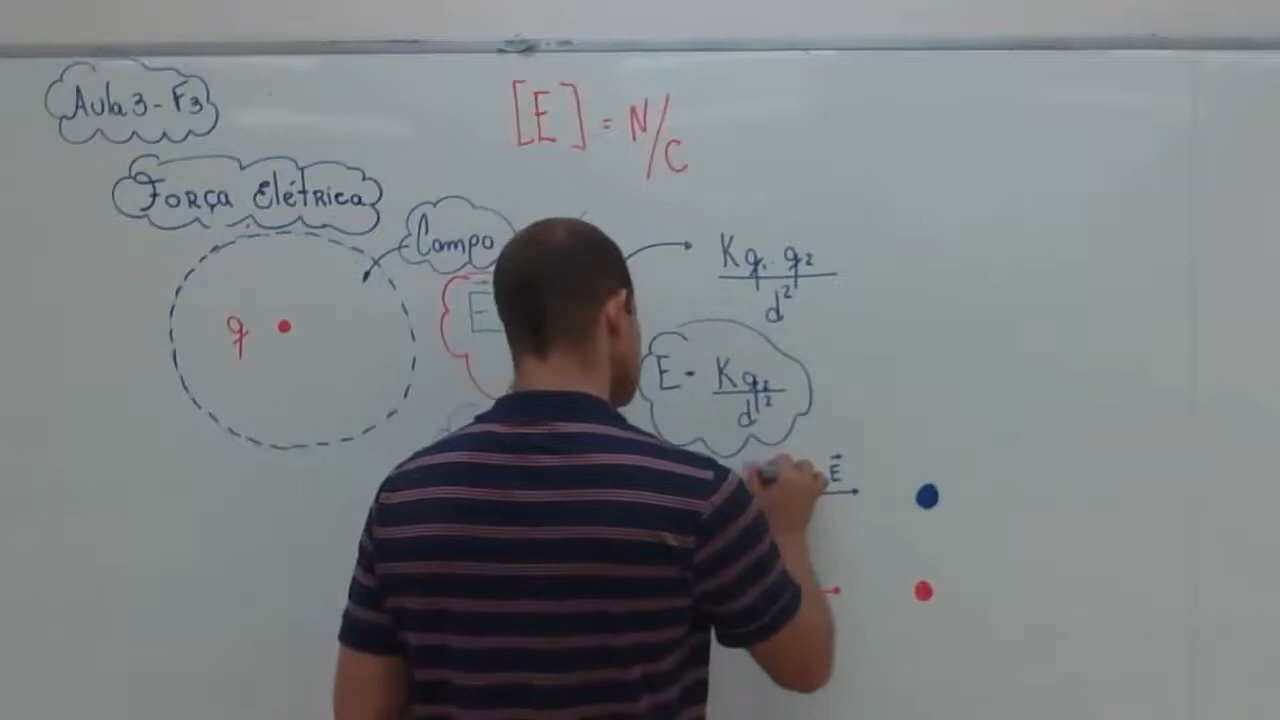 Aula 3 - F3
[E] = N/C
Força Elétrica
Campo
K q1 . q2
d²
q
E
E = K q2
d²
E